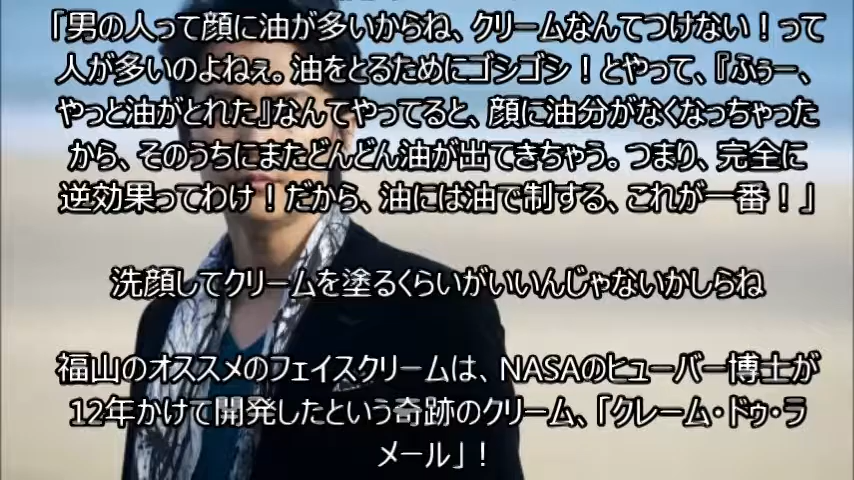 「男の人って顔に油が多いからね、クリームなんてつけない！って
人が多いのよねぇ。油をとるためにゴシゴシ！とやって、『ふぅー、
やっと油がとれた』なんてやってると、顔に油分がなくなっちゃった
から、そのうちにまたどんどん油が出てきちゃう。つまり、完全に
逆効果ってわけ！だから、油には油で制する、これが一番！」
洗顔してクリームを塗るくらいがいいんじゃないかしらね
福山のオススメのフェイスクリームは、NASAのヒューバー博士が
12年かけて開発したという奇跡のクリーム、「クレーム・ドゥ・ラ
メール」！